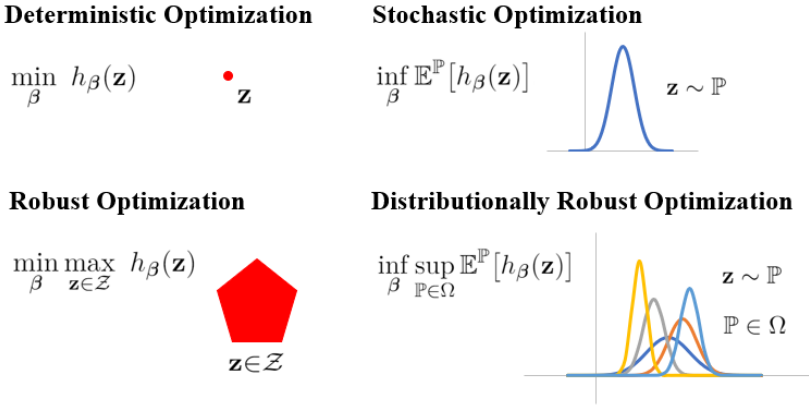 Deterministic Optimization
min_β h_β(𝐳)
𝐳
Stochastic Optimization
inf_β 𝔼^ℙ[h_β(𝐳)]
𝐳 ∼ ℙ
Robust Optimization
min_β max_{𝐳∈𝒵} h_β(𝐳)
𝐳∈𝒵
Distributionally Robust Optimization
inf_β sup_{ℙ∈Ω} 𝔼^ℙ[h_β(𝐳)]
𝐳 ∼ ℙ
ℙ ∈ Ω